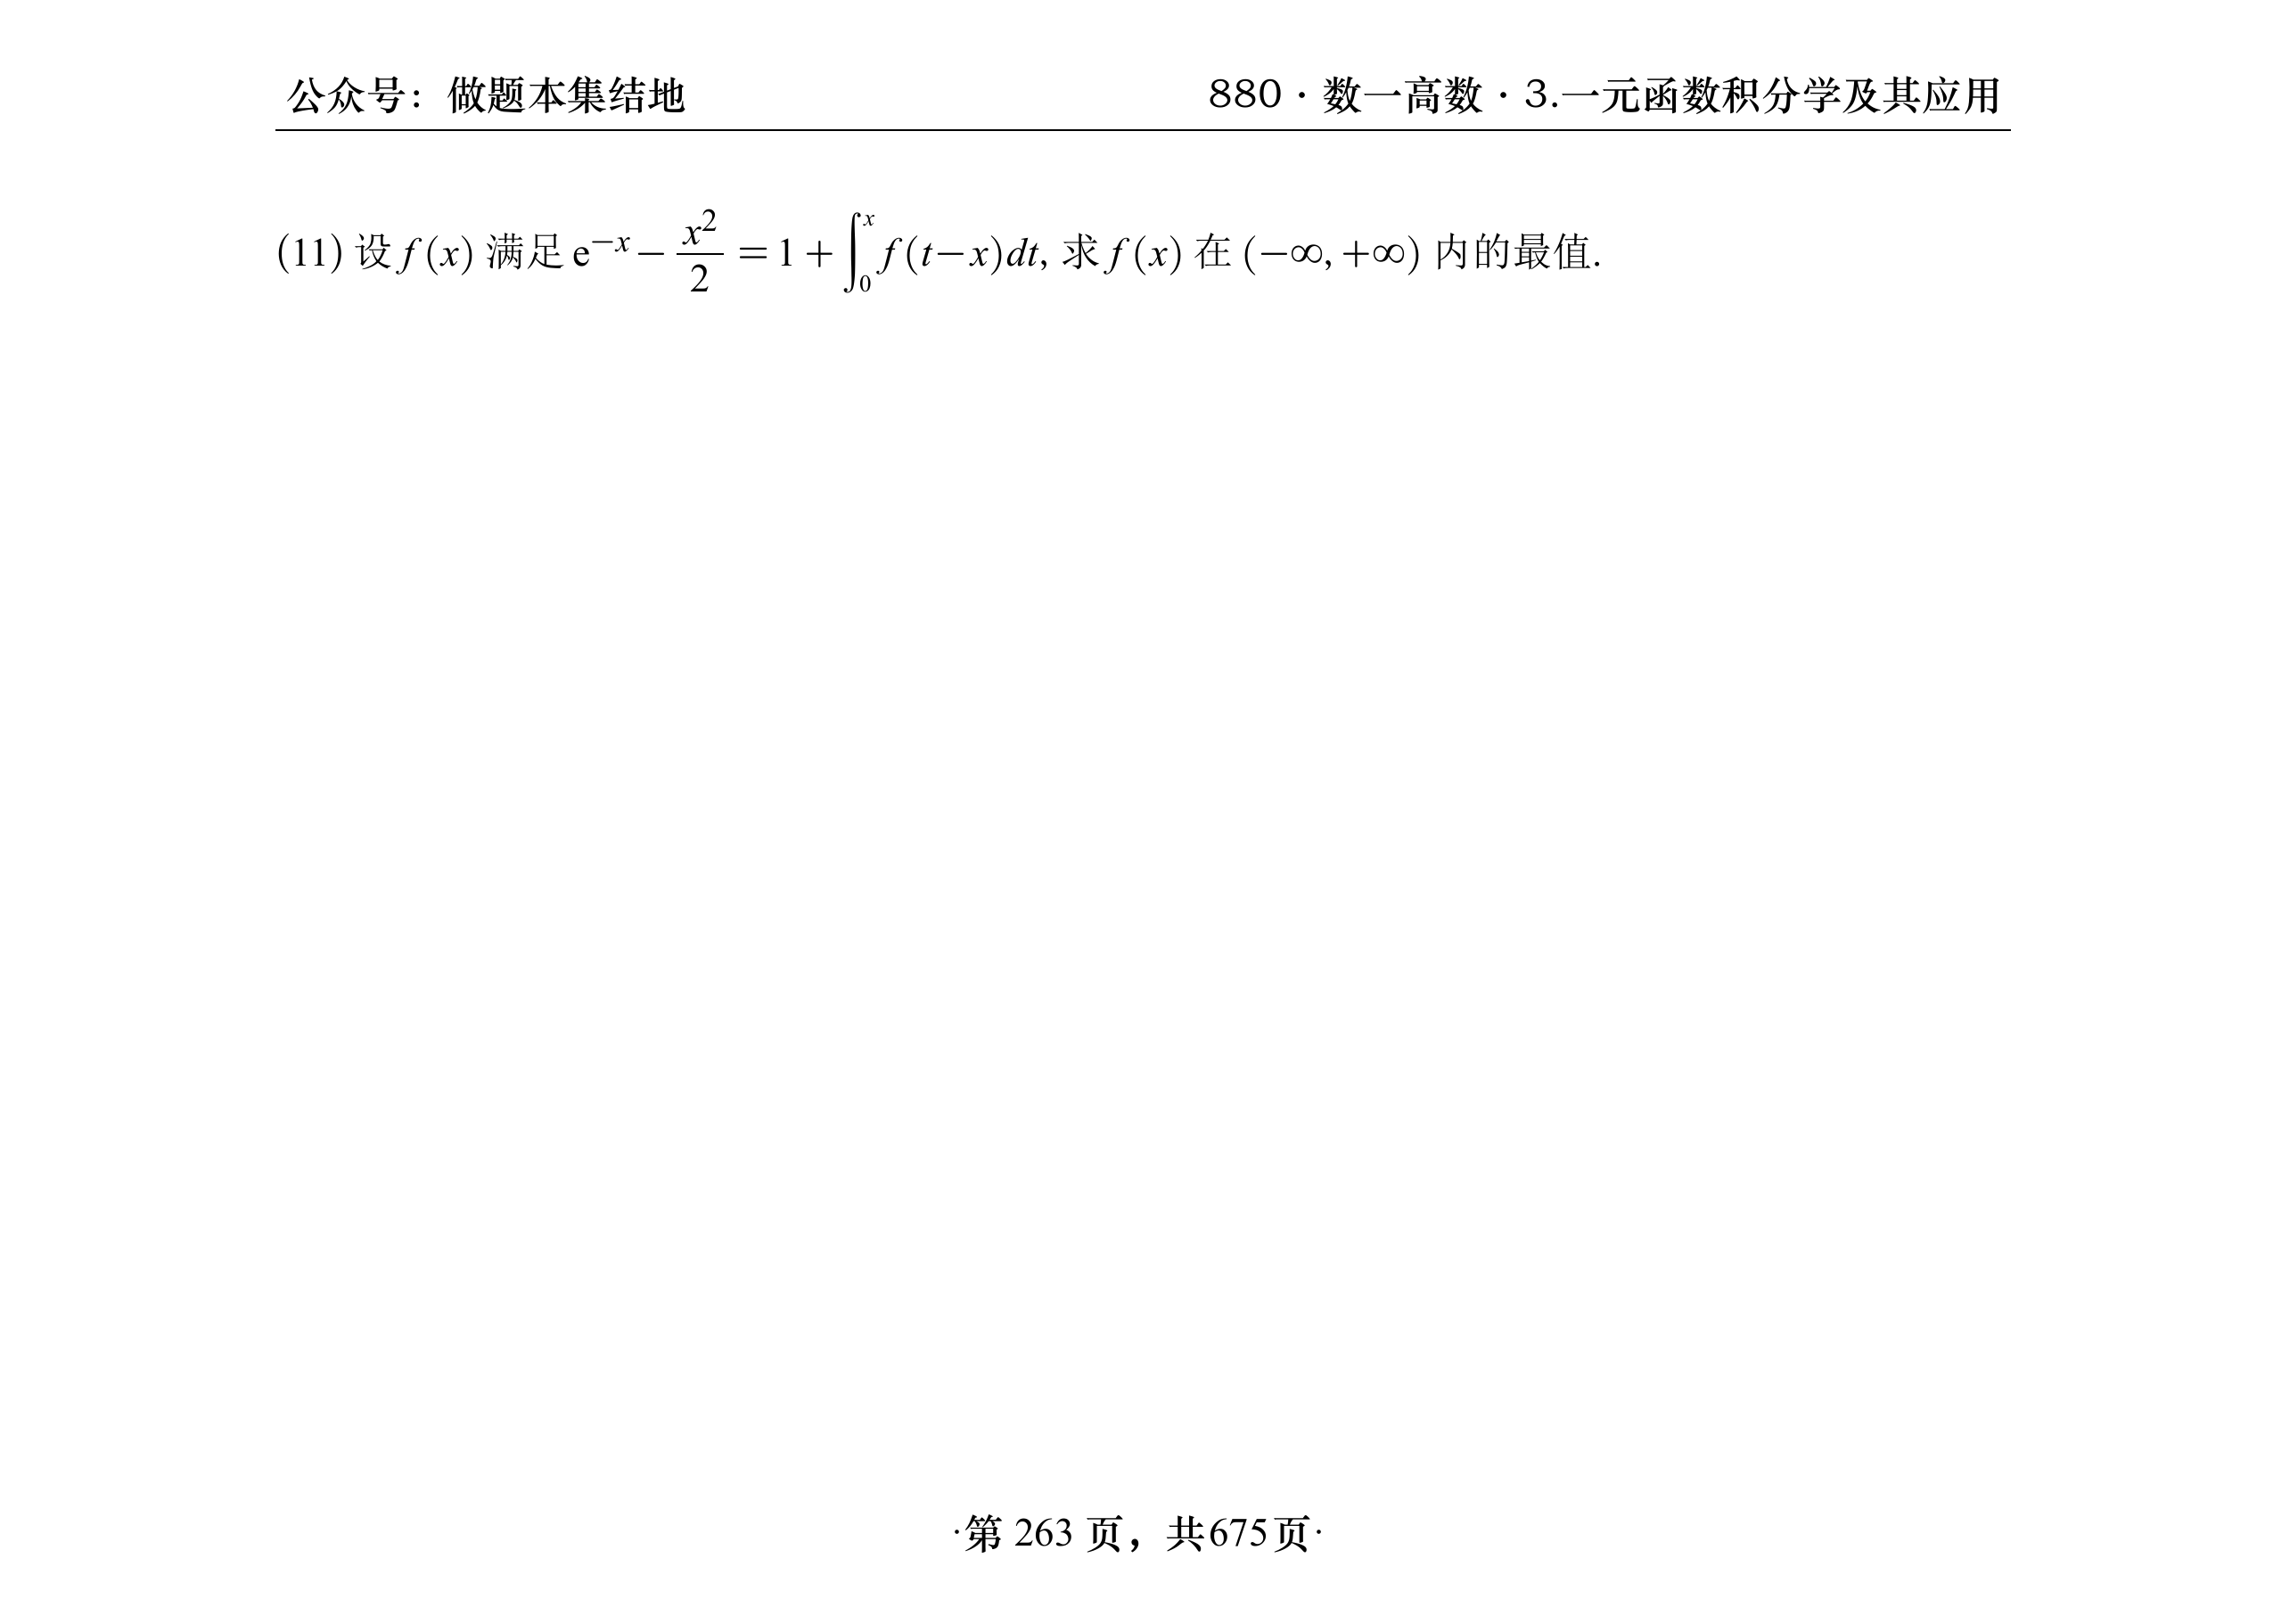 公众号：做题本集结地
880・数一高数・3.一元函数积分学及其应用
(11) 设 f(x) 满足 e^{-x} - \frac{x^2}{2} = 1 + \int_0^x f(t-x)dt, 求 f(x) 在 (-∞, +∞) 内的最值.
·第 263 页，共675页·